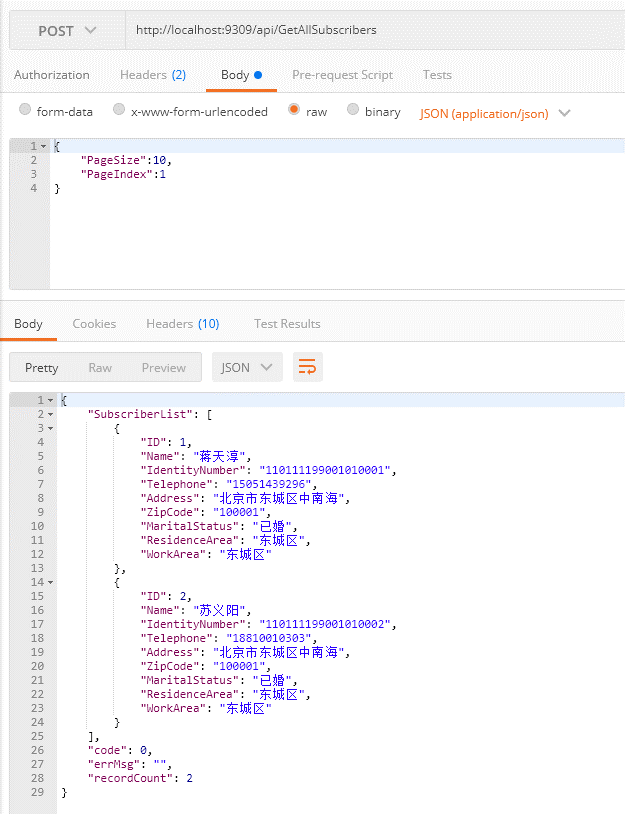 POST http://localhost:9309/api/GetAllSubscribers
Authorization Headers (2) Body Pre-request Script Tests
form-data x-www-form-urlencoded raw binary JSON (application/json)
1 {
2 "PageSize":10,
3 "PageIndex":1
4 }
Body Cookies Headers (10) Test Results
Pretty Raw Preview JSON
1 {
2 "SubscriberList": [
3 {
4 "ID": 1,
5 "Name": "蒋天淳",
6 "IdentityNumber": "110111199001010001",
7 "Telephone": "15051439296",
8 "Address": "北京市东城区中南海",
9 "ZipCode": "100001",
10 "MaritalStatus": "已婚",
11 "ResidenceArea": "东城区",
12 "WorkArea": "东城区"
13 },
14 {
15 "ID": 2,
16 "Name": "苏义阳",
17 "IdentityNumber": "110111199001010002",
18 "Telephone": "18810010303",
19 "Address": "北京市东城区中南海",
20 "ZipCode": "100001",
21 "MaritalStatus": "已婚",
22 "ResidenceArea": "东城区",
23 "WorkArea": "东城区"
24 }
25 ],
26 "code": 0,
27 "errMsg": "",
28 "recordCount": 2
29 }